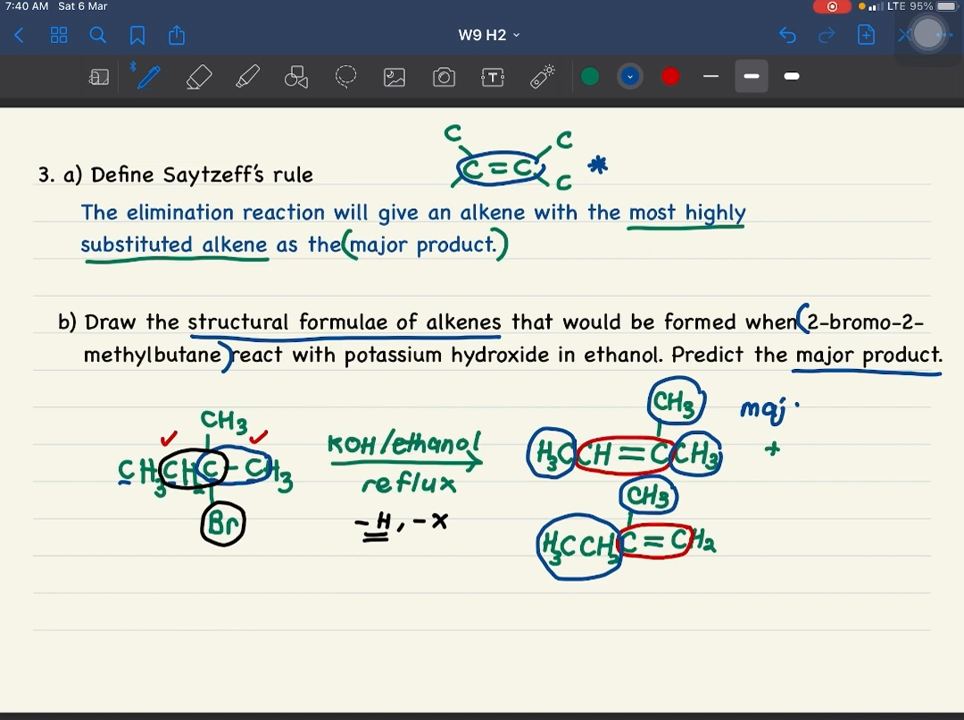 7:40 AM Sat 6 Mar
LTE 95%
W9 H2
T
C C
3. a) Define Saytzeff's rule
C = C *
C
The elimination reaction will give an alkene with the most highly
substituted alkene as the (major product.)
b) Draw the structural formulae of alkenes that would be formed when (2-bromo-2-
methylbutane) react with potassium hydroxide in ethanol. Predict the major product.
CH3 maj.
CH3
KOH/ethanol
H3CCH=CCH3 +
CH3CH2C-CH3
reflux
CH3
Br
-H, -X
H3CCH2C=CH2